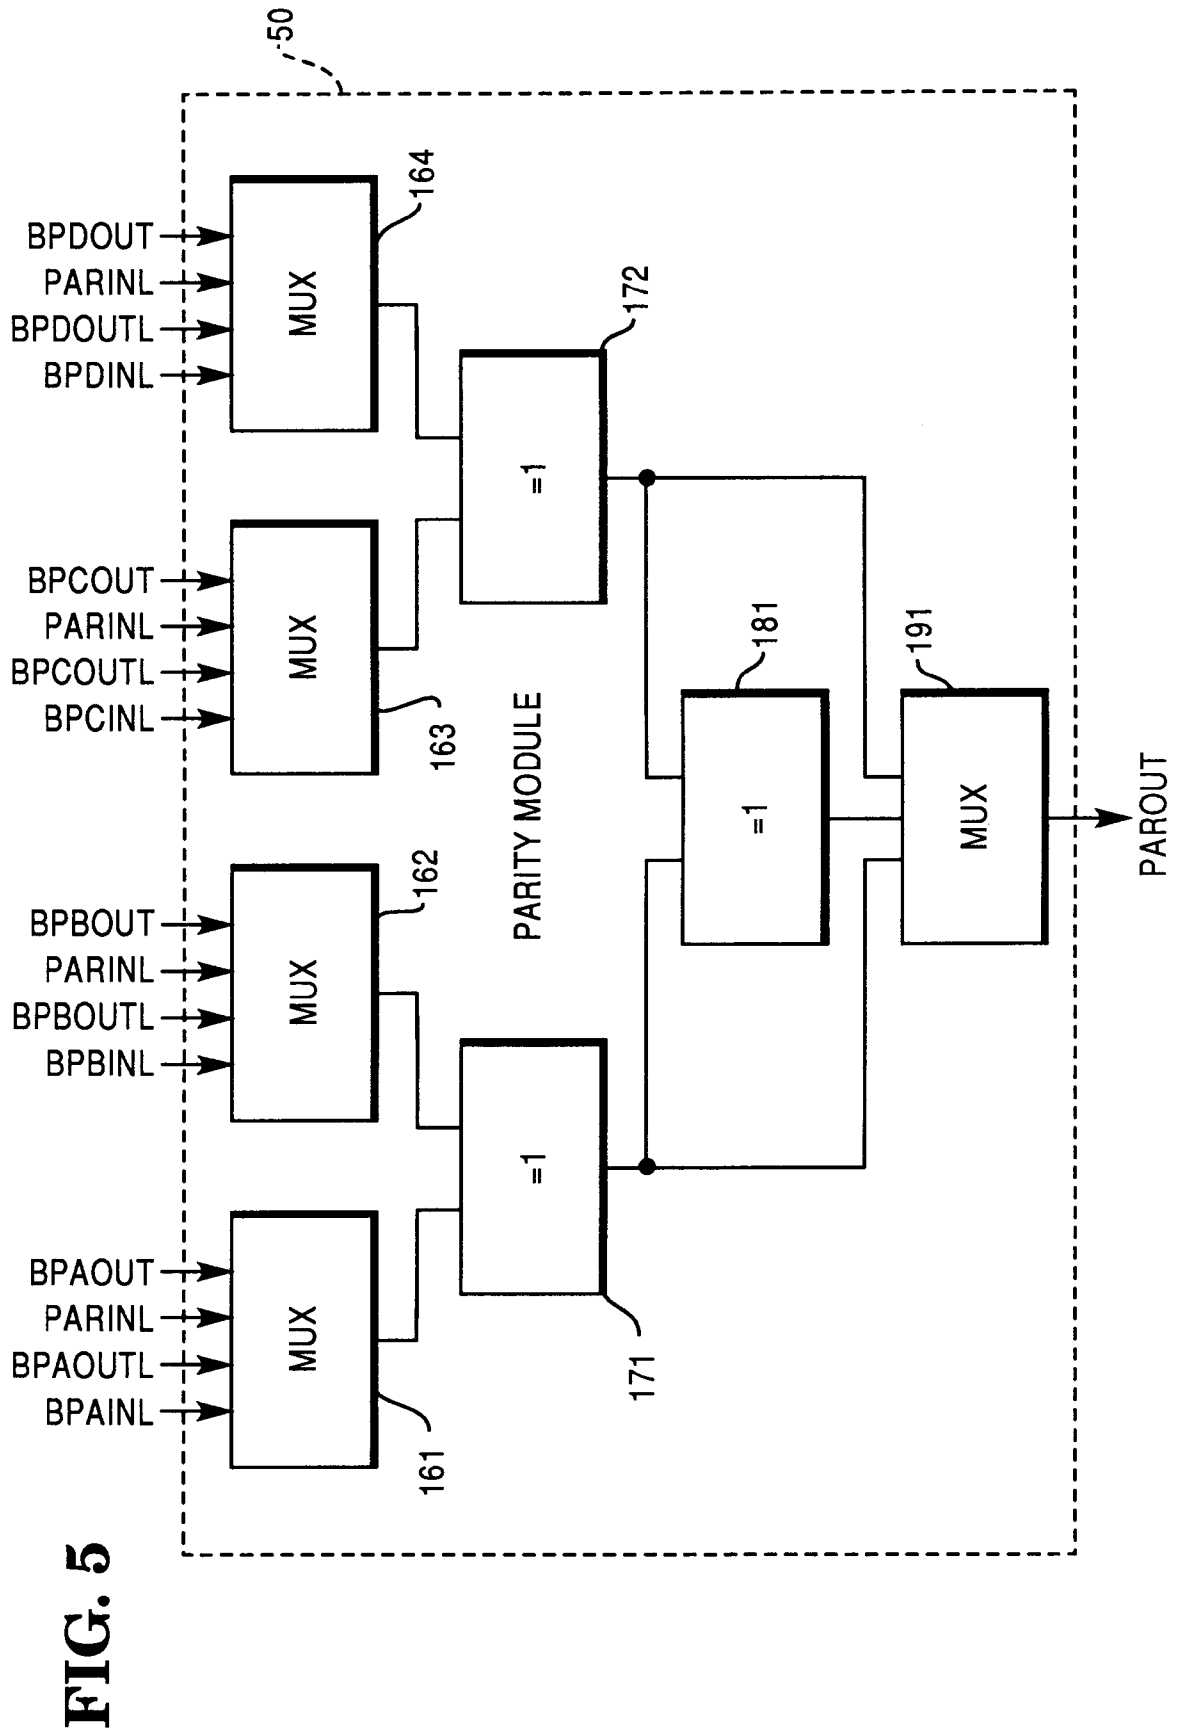 FIG. 5
50
BPAINL
BPAOUTL
PARINL
BPAOUT
BPBINL
BPBOUTL
PARINL
BPBOUT
BPCINL
BPCOUTL
PARINL
BPCOUT
BPDINL
BPDOUTL
PARINL
BPDOUT
MUX
161
MUX
162
MUX
163
MUX
164
=1
171
PARITY MODULE
=1
172
=1
181
MUX
191
PAROUT